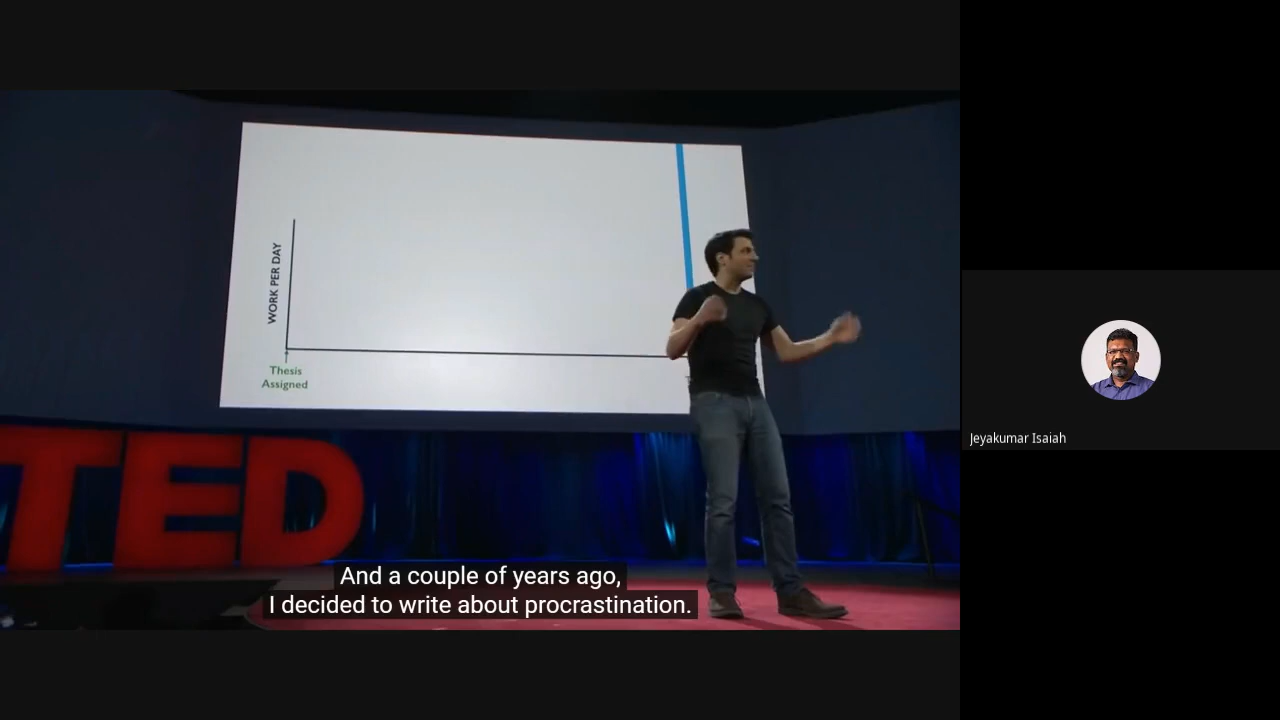 WORK PER DAY
Thesis
Assigned
TED
And a couple of years ago,
I decided to write about procrastination.
Jeyakumar Isaiah